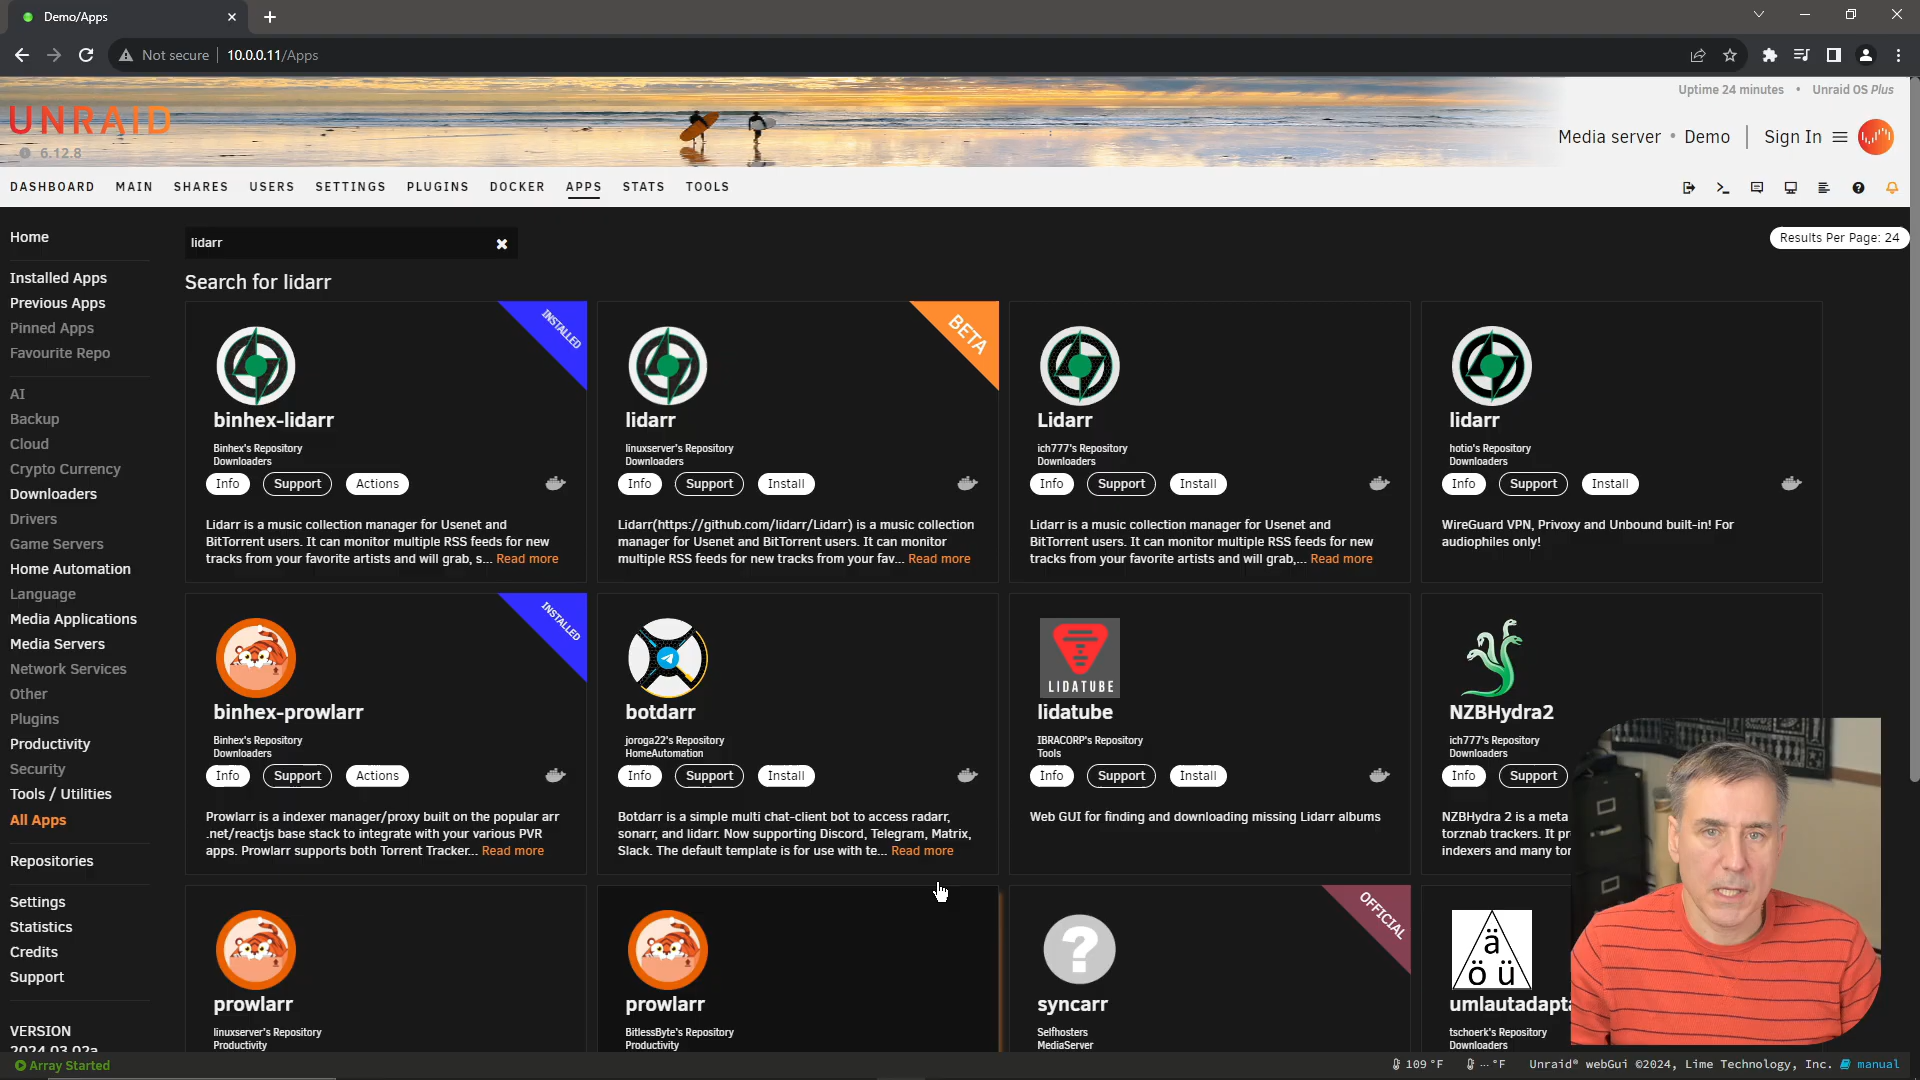 Demo/Apps
Not secure
10.0.0.11/Apps
UNRAID
6.12.8
Uptime 24 minutes • Unraid OS Plus
Media server • Demo
Sign In
DASHBOARD MAIN SHARES USERS SETTINGS PLUGINS DOCKER APPS STATS TOOLS
Home
Installed Apps
Previous Apps
Pinned Apps
Favourite Repo
AI
Backup
Cloud
Crypto Currency
Downloaders
Drivers
Game Servers
Home Automation
Language
Media Applications
Media Servers
Network Services
Other
Plugins
Productivity
Security
Tools / Utilities
All Apps
Repositories
Settings
Statistics
Credits
Support
VERSION
2024.03.02a
lidarr
Results Per Page: 24
Search for lidarr
INSTALLED
binhex-lidarr
Binhex's Repository
Downloaders
Info Support Actions
Lidarr is a music collection manager for Usenet and
BitTorrent users. It can monitor multiple RSS feeds for new
tracks from your favorite artists and will grab, s... Read more
BETA
lidarr
linuxserver's Repository
Downloaders
Info Support Install
Lidarr(https://github.com/lidarr/Lidarr) is a music collection
manager for Usenet and BitTorrent users. It can monitor
multiple RSS feeds for new tracks from your fav... Read more
Lidarr
ich777's Repository
Downloaders
Info Support Install
Lidarr is a music collection manager for Usenet and
BitTorrent users. It can monitor multiple RSS feeds for new
tracks from your favorite artists and will grab,... Read more
lidarr
hotio's Repository
Downloaders
Info Support Install
WireGuard VPN, Privoxy and Unbound built-in! For
audiophiles only!
INSTALLED
binhex-prowlarr
Binhex's Repository
Downloaders
Info Support Actions
Prowlarr is a indexer manager/proxy built on the popular arr
.net/reactjs base stack to integrate with your various PVR
apps. Prowlarr supports both Torrent Tracker... Read more
botdarr
joroga22's Repository
HomeAutomation
Info Support Install
Botdarr is a simple multi chat-client bot to access radarr,
sonarr, and lidarr. Now supporting Discord, Telegram, Matrix,
Slack. The default template is for use with te... Read more
LIDATUBE
lidatube
IBRACORP's Repository
Tools
Info Support Install
Web GUI for finding and downloading missing Lidarr albums
NZBHydra2
ich777's Repository
Downloaders
Info Support
NZBHydra 2 is a meta
torznab trackers. It pr
indexers and many tor
prowlarr
linuxserver's Repository
Productivity
prowlarr
BitlessByte's Repository
Productivity
OFFICIAL
syncarr
Selfhosters
MediaServer
ä
ö ü
umlautadapt
tschoerk's Repository
Downloaders
Array Started
109 °F
--- °F
Unraid® webGui ©2024, Lime Technology, Inc.
manual